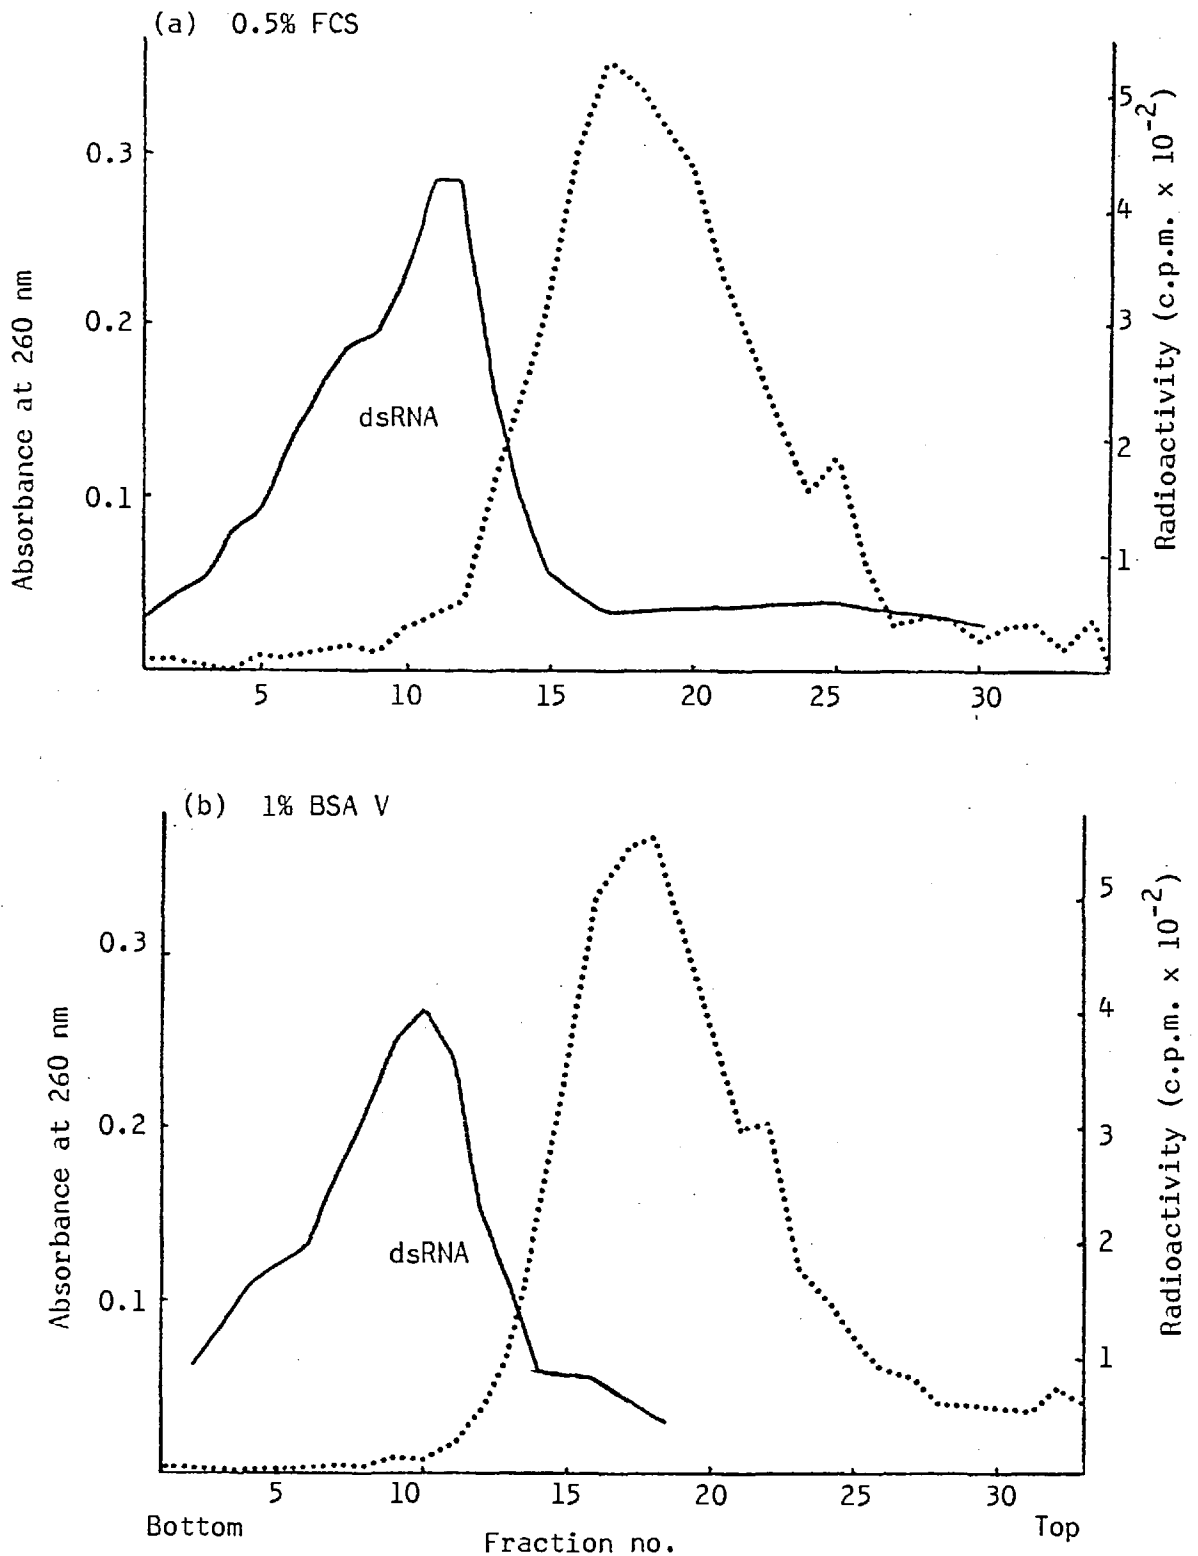 (a) 0.5% FCS
Absorbance at 260 nm
0.3
0.2
0.1
dsRNA
5
4
3
2
1
Radioactivity (c.p.m. x 10⁻²)
5 10 15 20 25 30
(b) 1% BSA V
Absorbance at 260 nm
0.3
0.2
0.1
dsRNA
5
4
3
2
1
Radioactivity (c.p.m. x 10⁻²)
5 10 15 20 25 30
Bottom Fraction no. Top